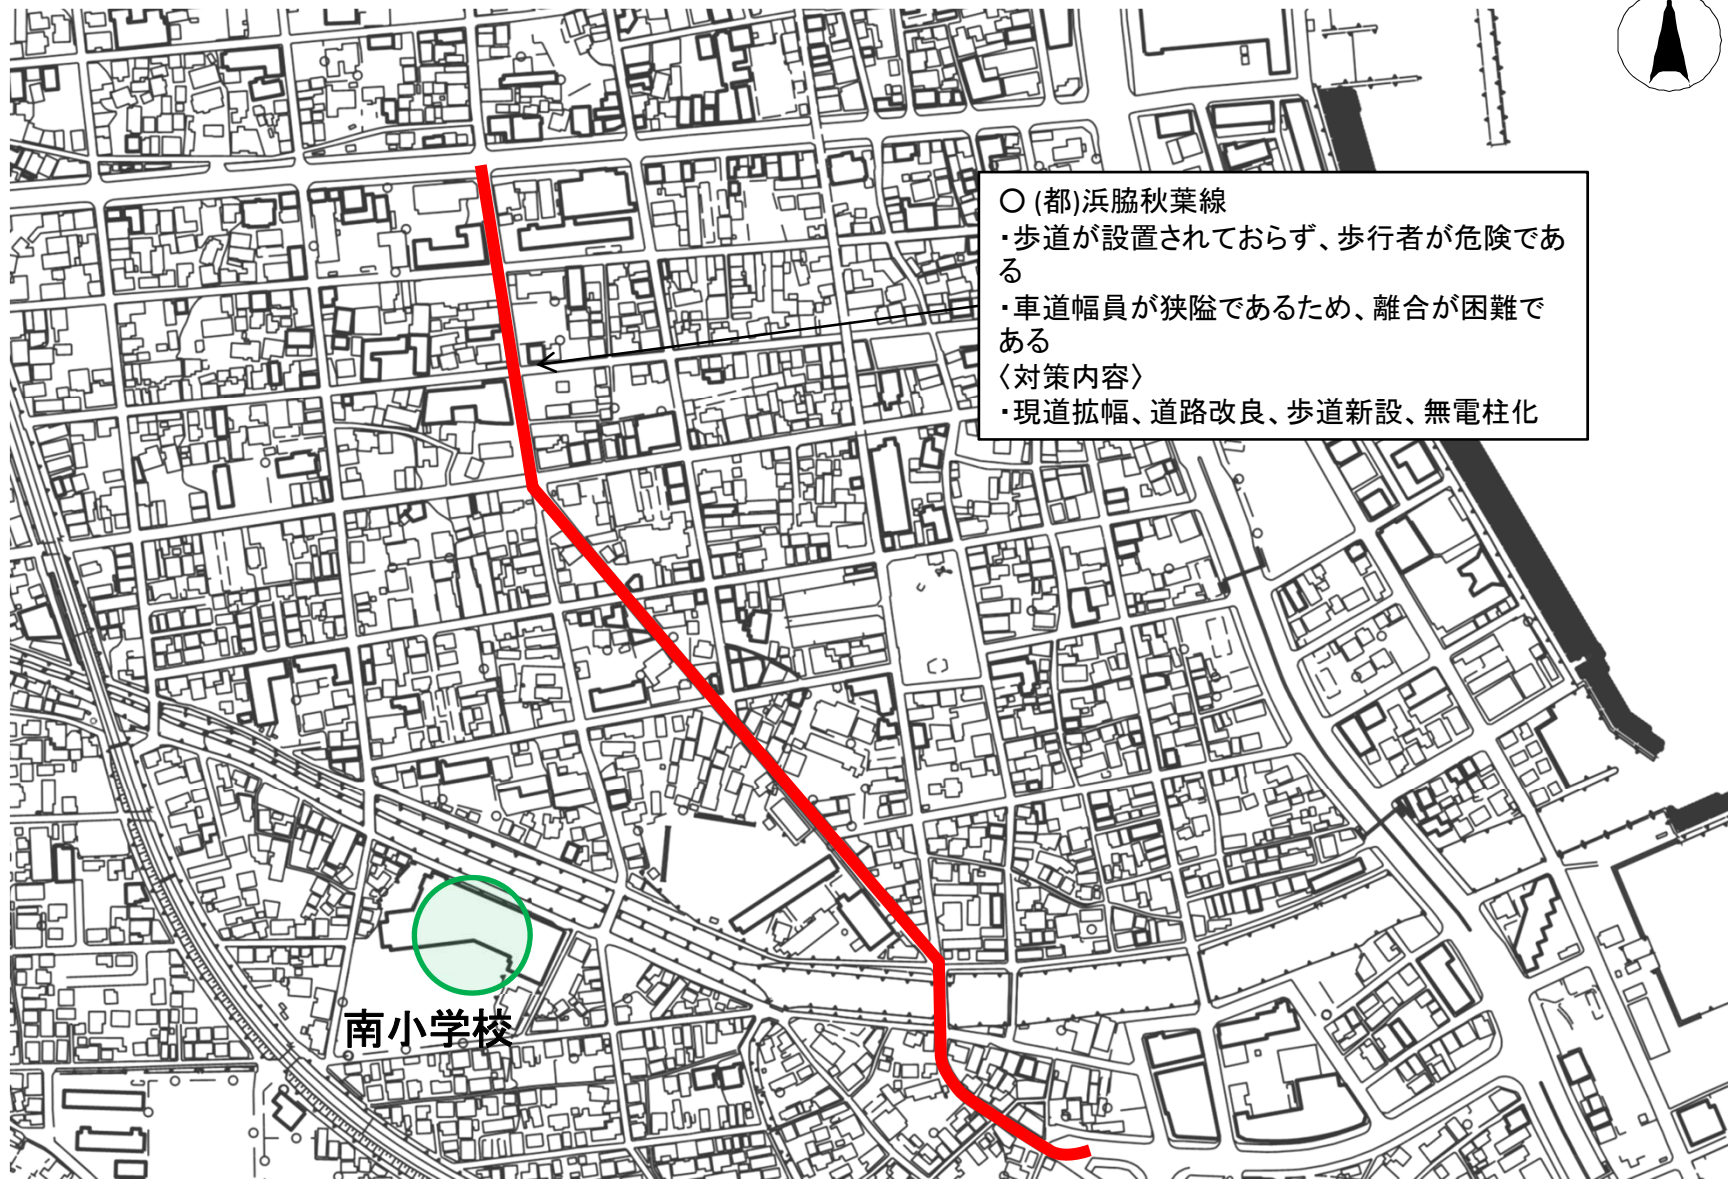 〇 (都)浜脇秋葉線
・歩道が設置されておらず、歩行者が危険であ
る
・車道幅員が狭隘であるため、離合が困難で
ある
〈対策内容〉
・現道拡幅、道路改良、歩道新設、無電柱化
南小学校